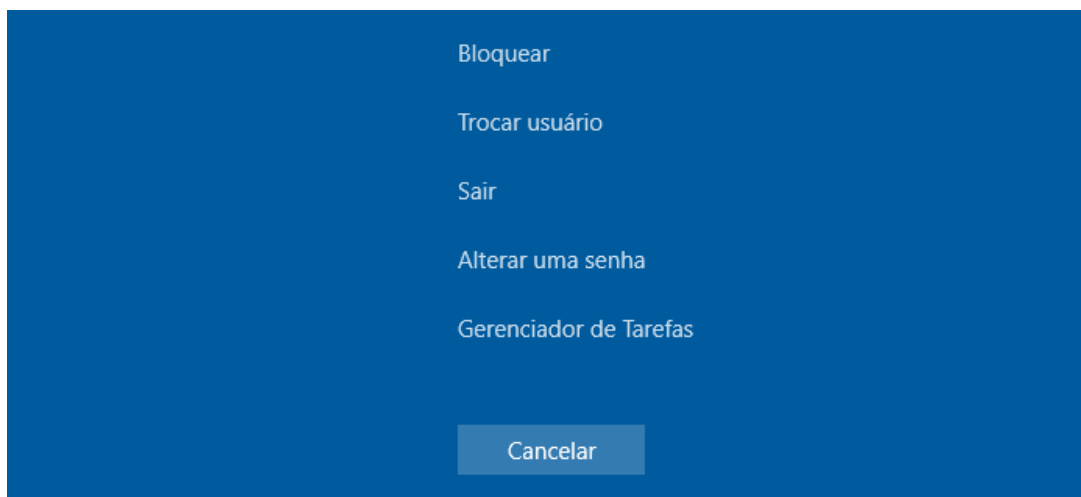 Bloquear
Trocar usuário
Sair
Alterar uma senha
Gerenciador de Tarefas
Cancelar